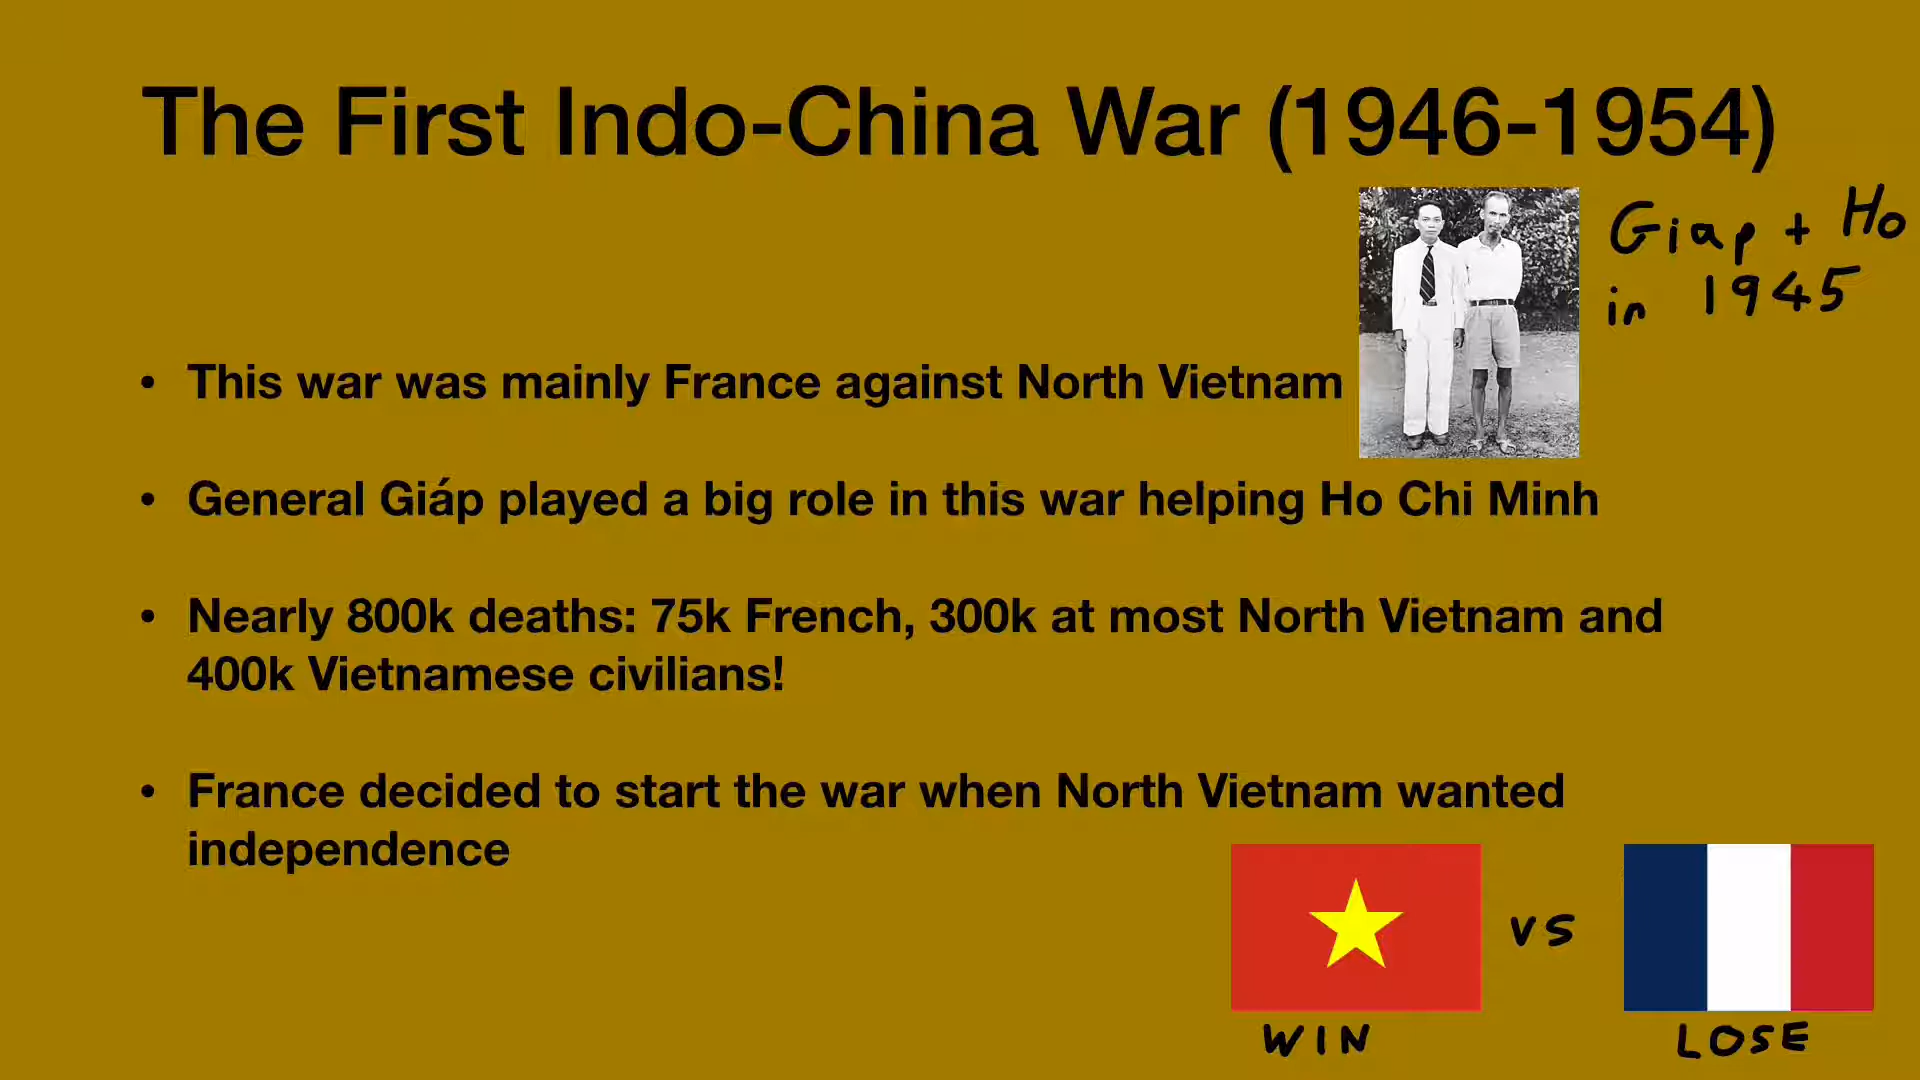 The First Indo-China War (1946-1954)
Giap + Ho
in 1945
• This war was mainly France against North Vietnam
• General Giáp played a big role in this war helping Ho Chi Minh
• Nearly 800k deaths: 75k French, 300k at most North Vietnam and
400k Vietnamese civilians!
• France decided to start the war when North Vietnam wanted
independence
VS
WIN
LOSE